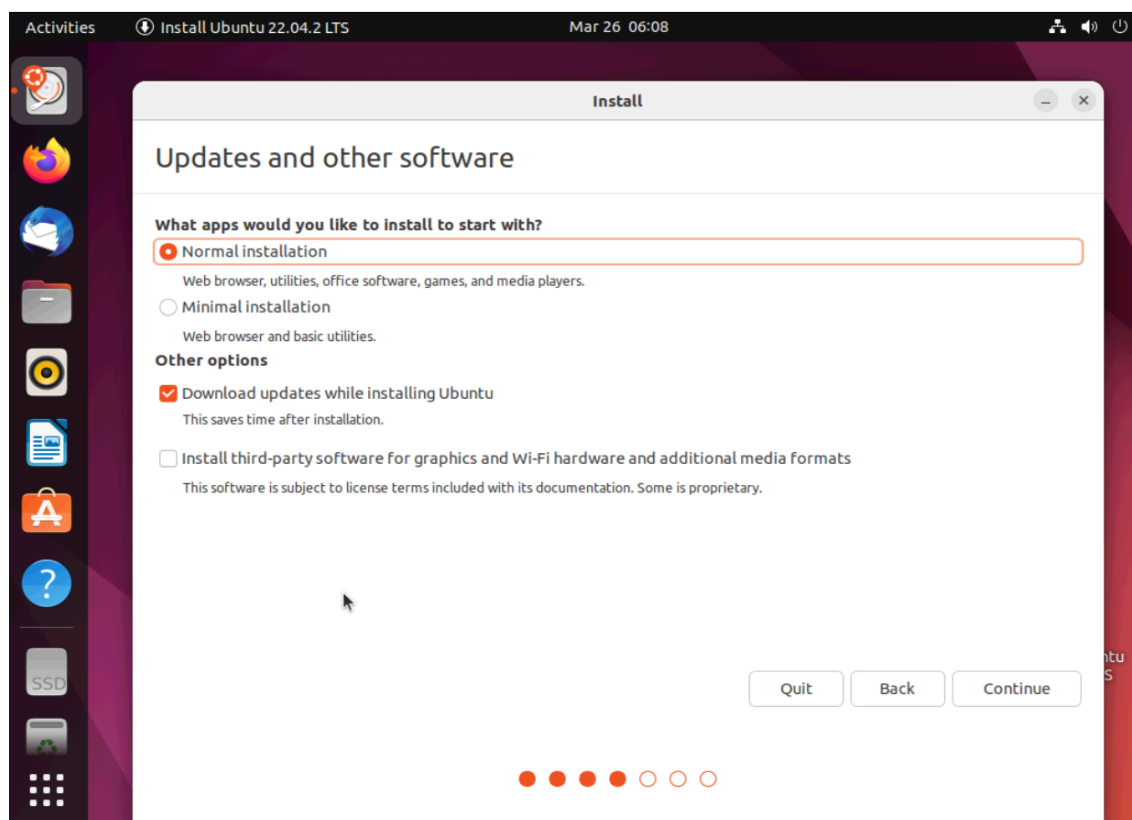 Activities Install Ubuntu 22.04.2 LTS Mar 26 06:08
Install
Updates and other software
What apps would you like to install to start with?
Normal installation
Web browser, utilities, office software, games, and media players.
Minimal installation
Web browser and basic utilities.
Other options
Download updates while installing Ubuntu
This saves time after installation.
Install third-party software for graphics and Wi-Fi hardware and additional media formats
This software is subject to license terms included with its documentation. Some is proprietary.
SSD
Quit Back Continue